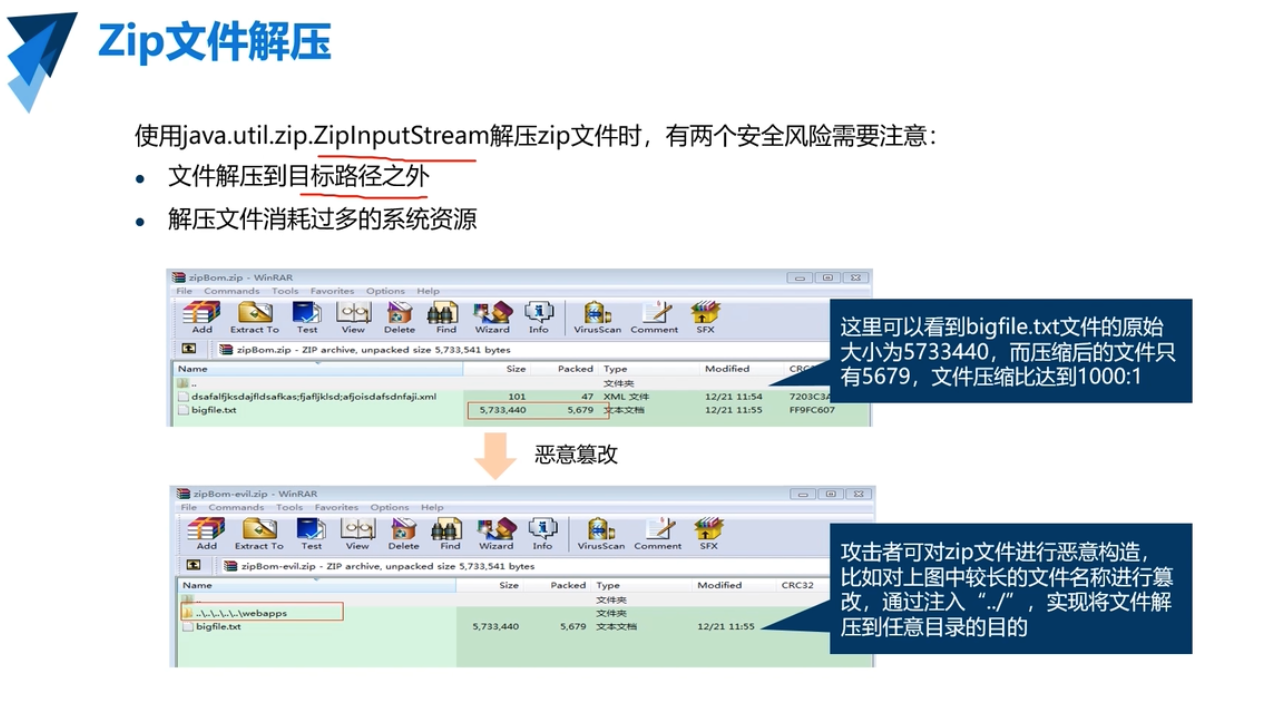 Zip文件解压
使用java.util.zip.ZipInputStream解压zip文件时，有两个安全风险需要注意：
• 文件解压到目标路径之外
• 解压文件消耗过多的系统资源
zipBom.zip - WinRAR
File Commands Tools Favorites Options Help
Add Extract To Test View Delete Find Wizard Info VirusScan Comment SFX
zipBom.zip - ZIP archive, unpacked size 5,733,541 bytes
Name Size Packed Type Modified CRC
.. 文件夹
dsafalfjksdajfldsafkas;fjafljklsd;afjoisdafsdnfaji.xml 101 47 XML 文件 12/21 11:54 7203C3A
bigfile.txt 5,733,440 5,679 文本文档 12/21 11:55 FF9FC607
这里可以看到bigfile.txt文件的原始
大小为5733440，而压缩后的文件只
有5679，文件压缩比达到1000:1
恶意篡改
zipBom-evil.zip - WinRAR
File Commands Tools Favorites Options Help
Add Extract To Test View Delete Find Wizard Info VirusScan Comment SFX
zipBom-evil.zip - ZIP archive, unpacked size 5,733,541 bytes
Name Size Packed Type Modified CRC32
.. 文件夹
..\..\..\..\..\webapps 文件夹
bigfile.txt 5,733,440 5,679 文本文档 12/21 11:55
攻击者可对zip文件进行恶意构造，
比如对上图中较长的文件名称进行篡
改，通过注入“../”，实现将文件解
压到任意目录的目的